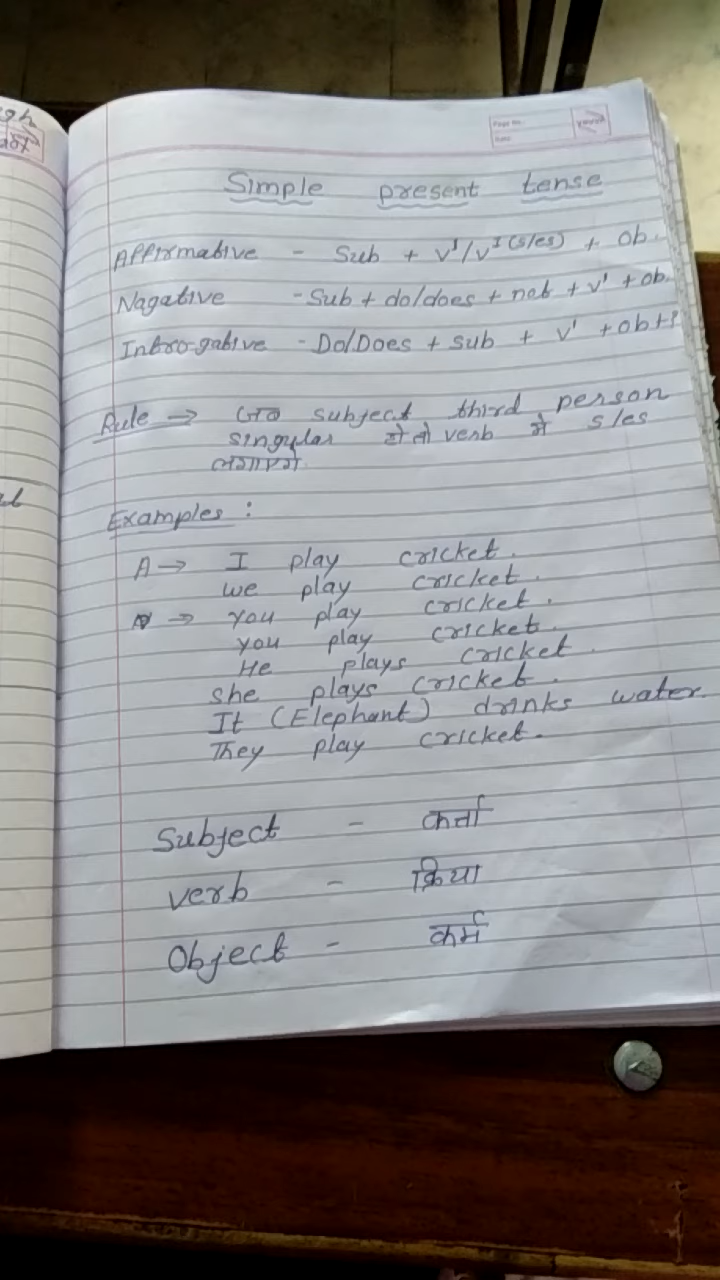 Simple present tense
Affirmative - Sub + V¹/V¹(s/es) + Ob.
Nagative - Sub + do/does + not + V¹ + ob.
Introgative - Do/Does + sub + V¹ + ob+?
Rule → जब subject third person
singular हो तो verb मे s/es
लगाएगे
Examples :
A → I play cricket.
we play cricket.
N → You play cricket.
you play cricket.
He plays cricket.
She plays cricket.
It (Elephant) drinks water.
They play cricket.
Subject - कर्ता
verb - क्रिया
Object - कर्म